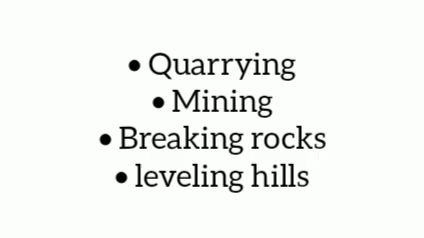 • Quarrying
• Mining
• Breaking rocks
• leveling hills